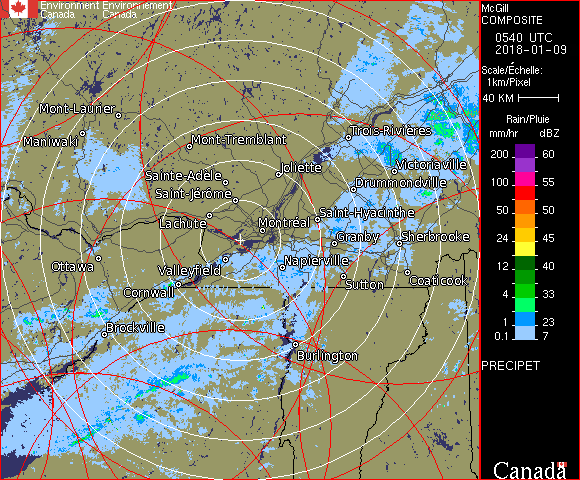 Environment Environnement
Canada Canada
McGill
COMPOSITE
0540 UTC
2018-01-09
Scale/Échelle:
1km/Pixel
40 KM
Rain/Pluie
mm/hr dBZ
200 60
150 57
100 55
50 50
24 45
12 40
4 33
1 23
0.1 7
PRECIPET
Canada
Mont-Laurier
Maniwaki
Mont-Tremblant
Trois-Rivières
Victoriaville
Sainte-Adèle
Joliette
Drummondville
Saint-Jérôme
Saint-Hyacinthe
Lachute
Montréal
Granby
Sherbrooke
Ottawa
Valleyfield
Napierville
Sutton
Coaticook
Cornwall
Brockville
Burlington